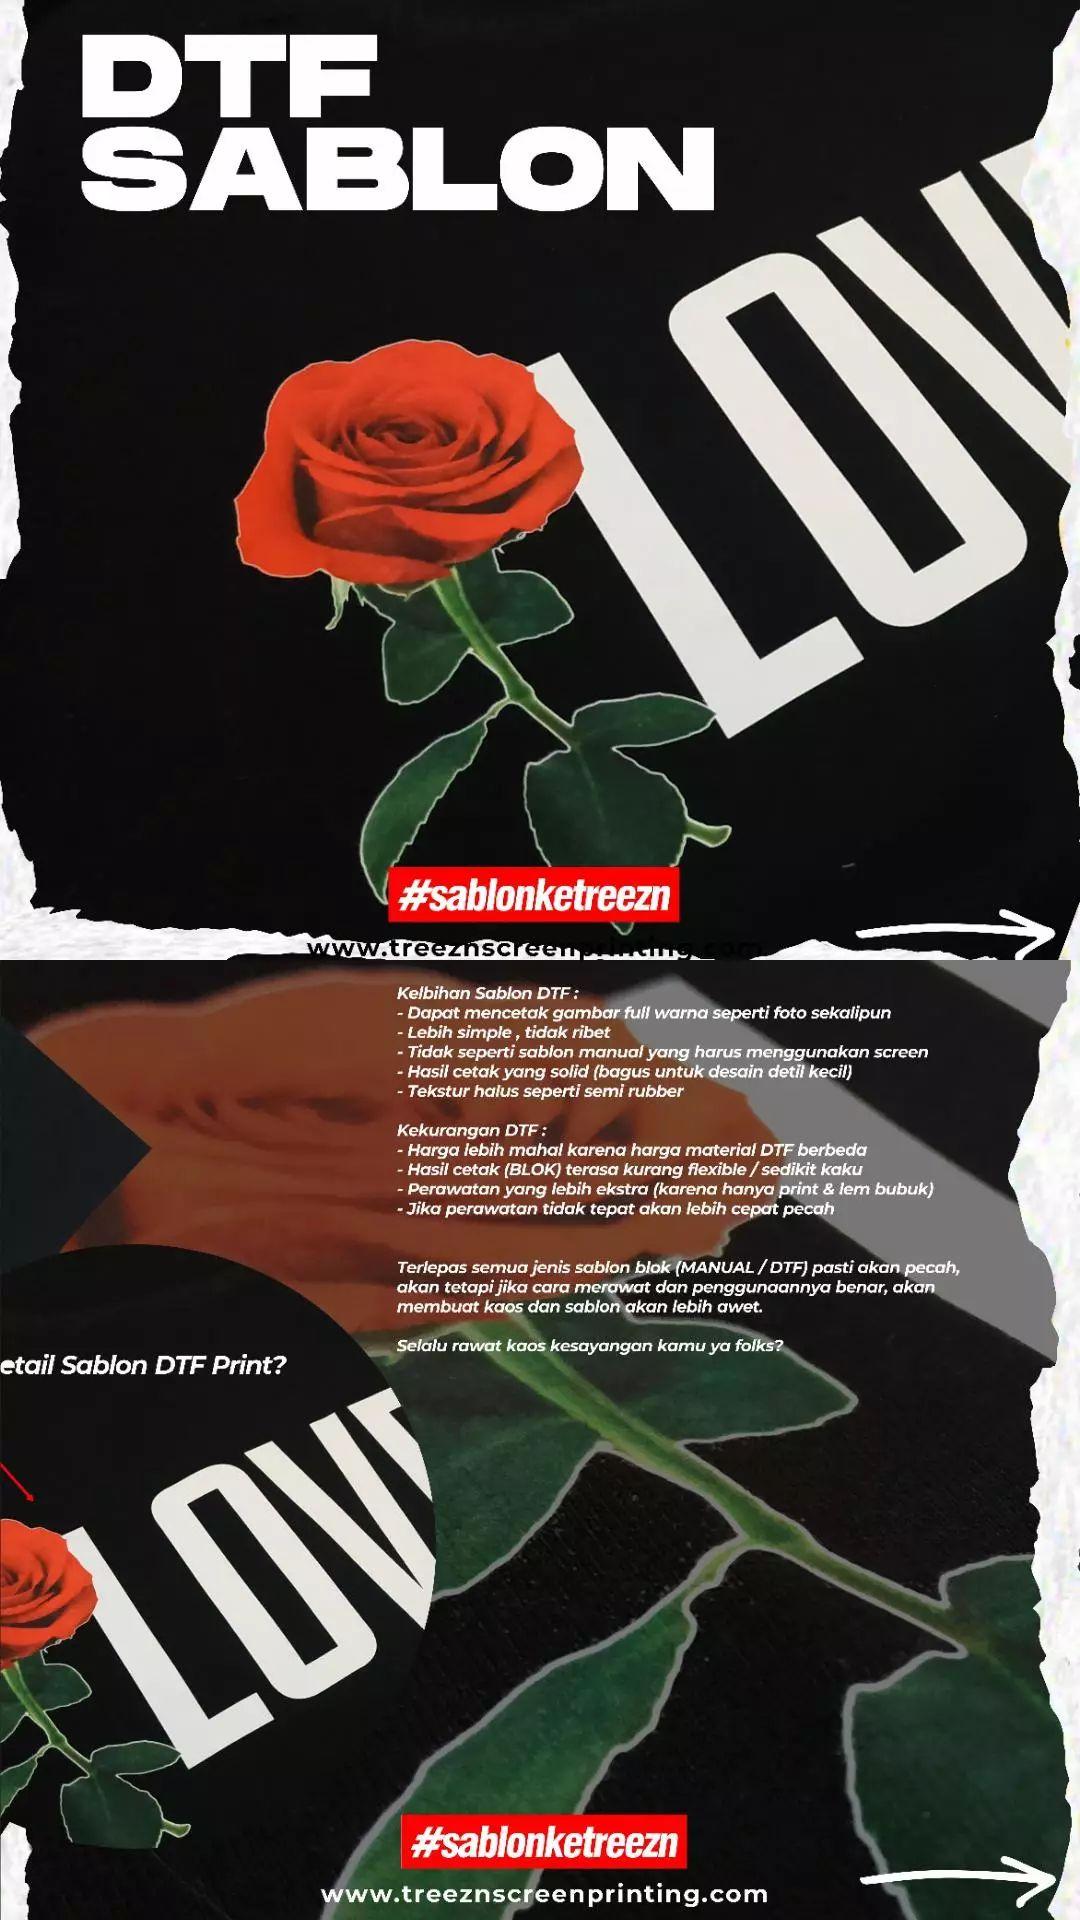 DTF
SABLON
LOV
#sablonketreezn
www.treeznscreenprinting.com
Kelbihan Sablon DTF :
- Dapat mencetak gambar full warna seperti foto sekalipun
- Lebih simple , tidak ribet
- Tidak seperti sablon manual yang harus menggunakan screen
- Hasil cetak yang solid (bagus untuk desain detil kecil)
- Tekstur halus seperti semi rubber
Kekurangan DTF :
- Harga lebih mahal karena harga material DTF berbeda
- Hasil cetak (BLOK) terasa kurang flexible / sedikit kaku
- Perawatan yang lebih ekstra (karena hanya print & lem bubuk)
- Jika perawatan tidak tepat akan lebih cepat pecah
Terlepas semua jenis sablon blok (MANUAL / DTF) pasti akan pecah,
akan tetapi jika cara merawat dan penggunaannya benar, akan
membuat kaos dan sablon akan lebih awet.
Selalu rawat kaos kesayangan kamu ya folks?
etail Sablon DTF Print?
LOV
#sablonketreezn
www.treeznscreenprinting.com